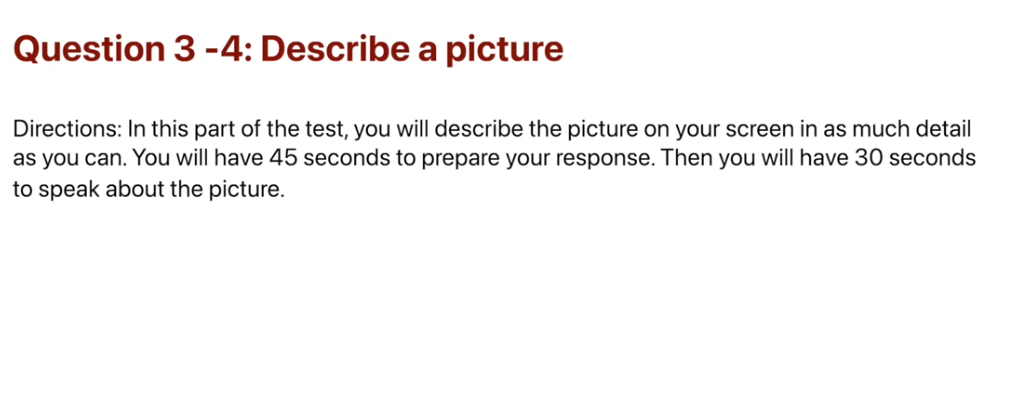 Question 3 -4: Describe a picture
Directions: In this part of the test, you will describe the picture on your screen in as much detail
as you can. You will have 45 seconds to prepare your response. Then you will have 30 seconds
to speak about the picture.